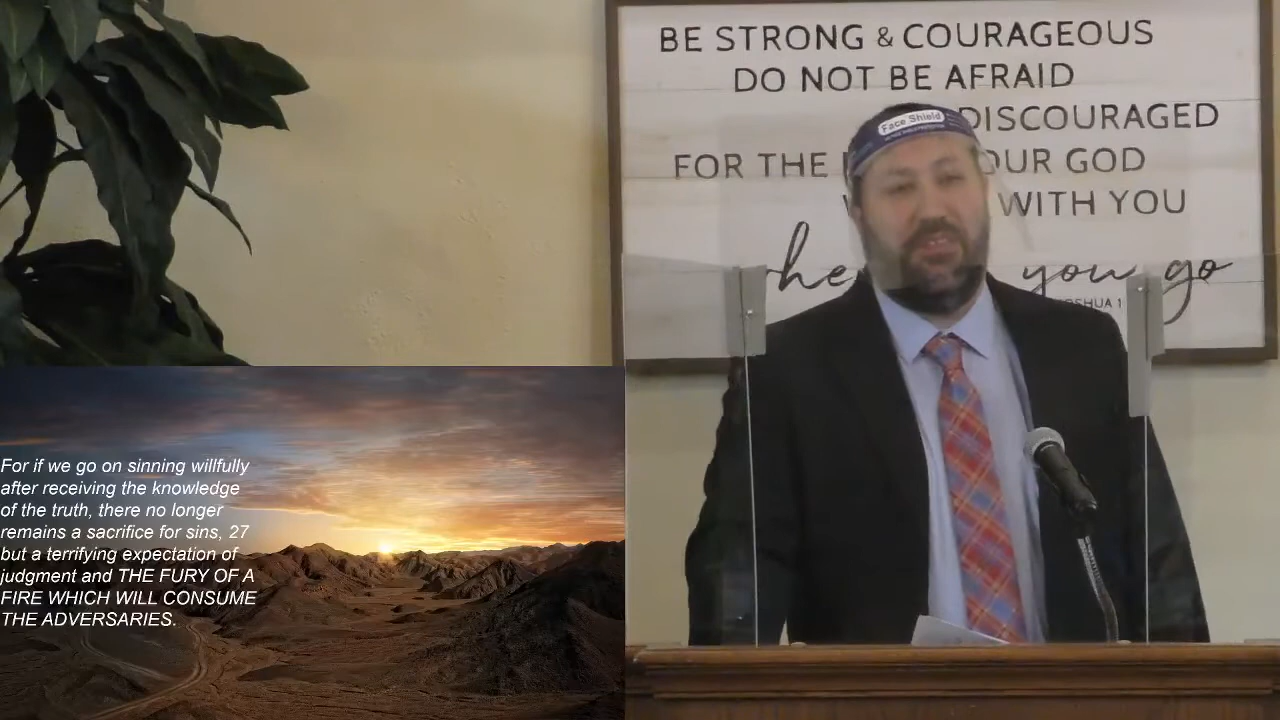 BE STRONG & COURAGEOUS
DO NOT BE AFRAID
DISCOURAGED
FOR THE OUR GOD
WITH YOU
you go
Face Shield
For if we go on sinning willfully
after receiving the knowledge
of the truth, there no longer
remains a sacrifice for sins, 27
but a terrifying expectation of
judgment and THE FURY OF A
FIRE WHICH WILL CONSUME
THE ADVERSARIES.